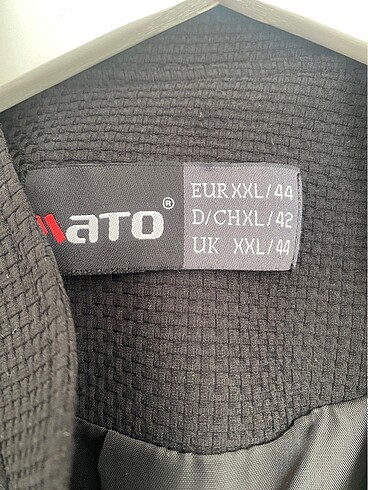 MATO®
EUR XXL/44
D/CH XL/42
UK XXL/44